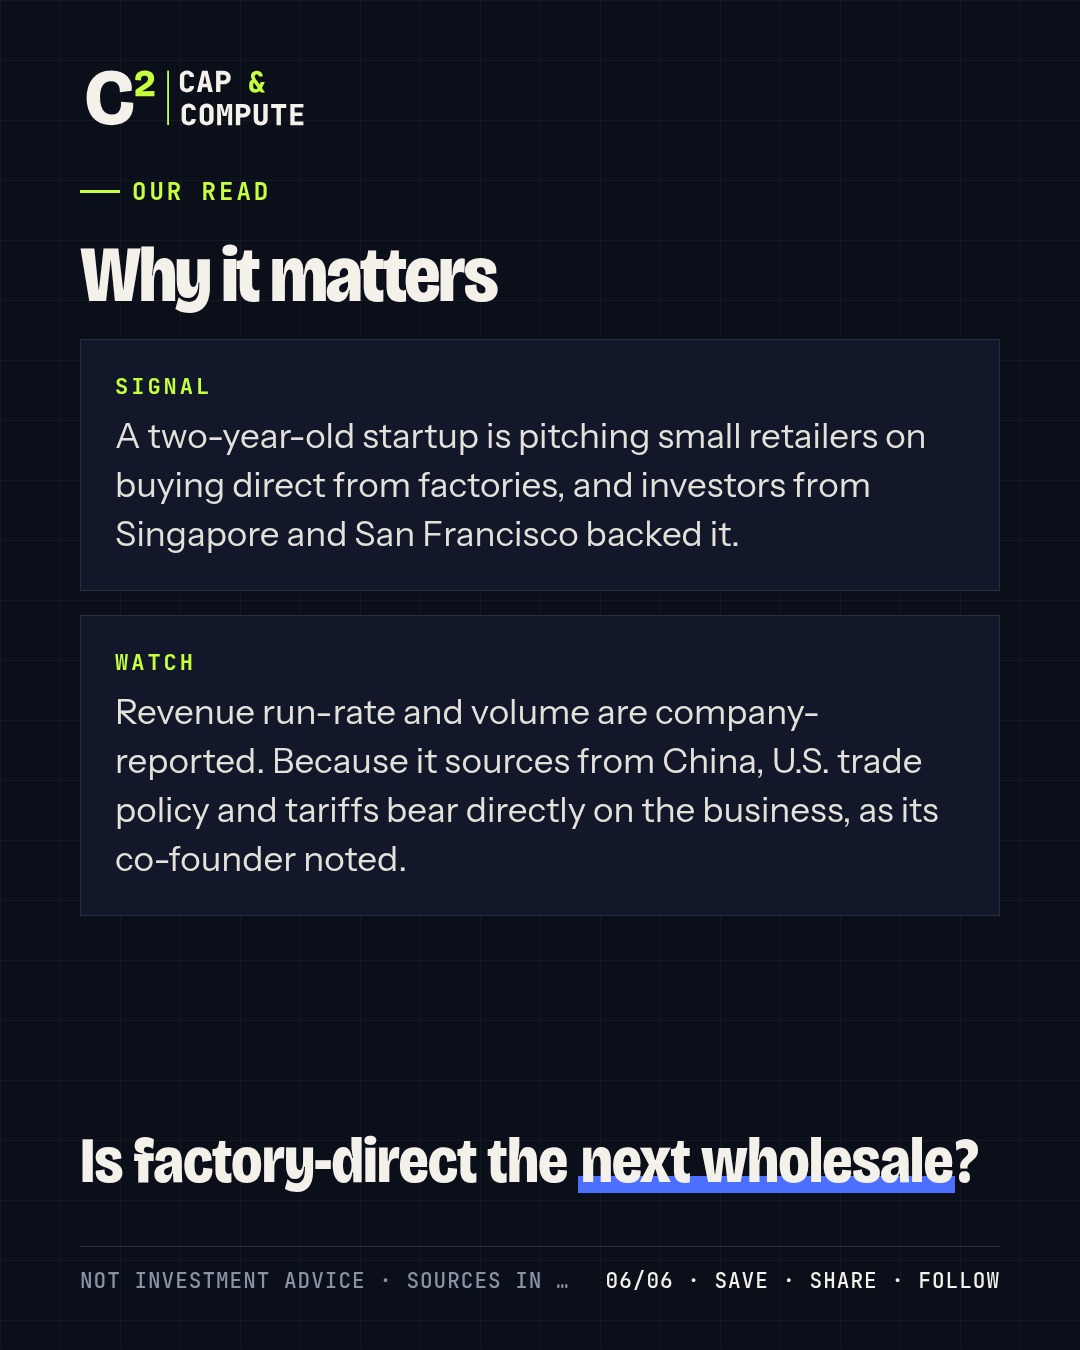 C² CAP &
COMPUTE
OUR READ
Why it matters
SIGNAL
A two-year-old startup is pitching small retailers on
buying direct from factories, and investors from
Singapore and San Francisco backed it.
WATCH
Revenue run-rate and volume are company-
reported. Because it sources from China, U.S. trade
policy and tariffs bear directly on the business, as its
co-founder noted.
Is factory-direct the next wholesale?
NOT INVESTMENT ADVICE · SOURCES IN … 06/06 · SAVE · SHARE · FOLLOW